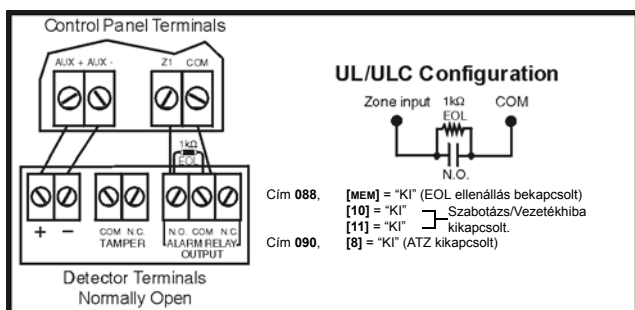 Control Panel Terminals
AUX + AUX - Z1 COM
1kΩ
EOL
+ - COM N.C. N.O. COM N.C.
TAMPER ALARM RELAY
OUTPUT
Detector Terminals
Normally Open
UL/ULC Configuration
Zone input 1kΩ COM
EOL
N.O.
Cím 088, [MEM] = “KI” (EOL ellenállás bekapcsolt)
[10] = “KI” Szabotázs/Vezetékhiba
[11] = “KI” kikapcsolt.
Cím 090, [8] = “KI” (ATZ kikapcsolt)